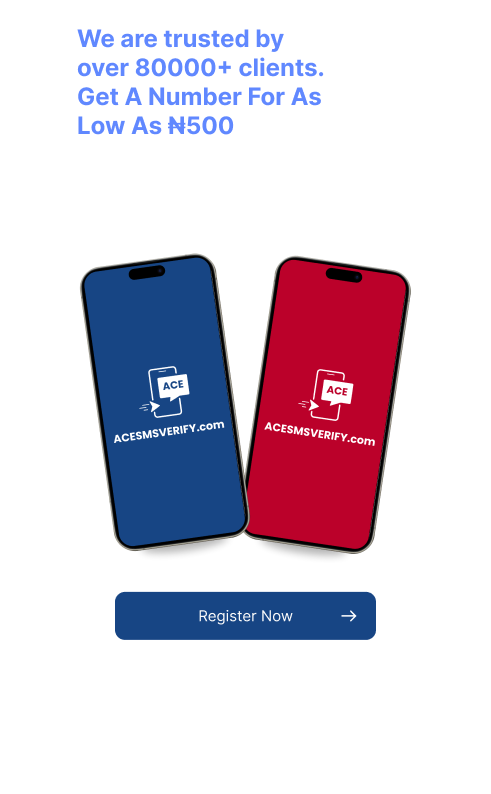 We are trusted by
over 80000+ clients.
Get A Number For As
Low As ₦500
ACE
ACESMSVERIFY.com
ACE
ACESMSVERIFY.com
Register Now